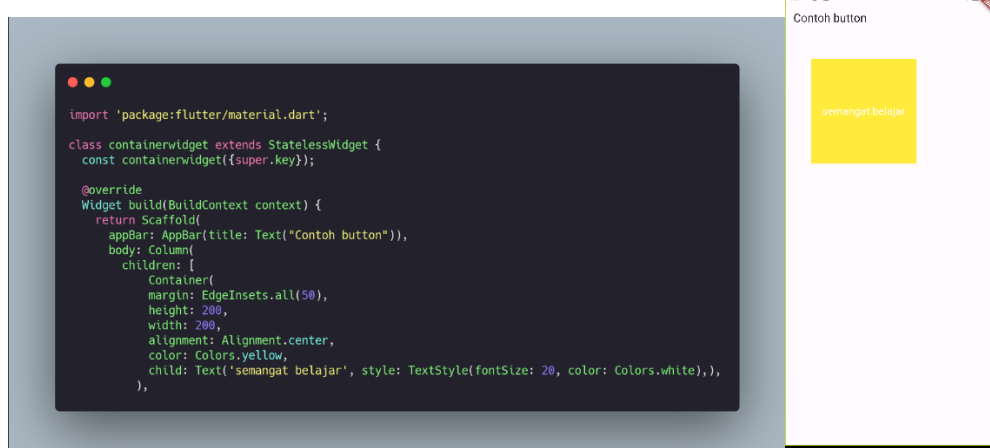 import 'package:flutter/material.dart';
class containerwidget extends StatelessWidget {
const containerwidget({super.key});
@override
Widget build(BuildContext context) {
return Scaffold(
appBar: AppBar(title: Text("Contoh button")),
body: Column(
children: [
Container(
margin: EdgeInsets.all(50),
height: 200,
width: 200,
alignment: Alignment.center,
color: Colors.yellow,
child: Text('semangat belajar', style: TextStyle(fontSize: 20, color: Colors.white),),
),
Contoh button
semangat belajar